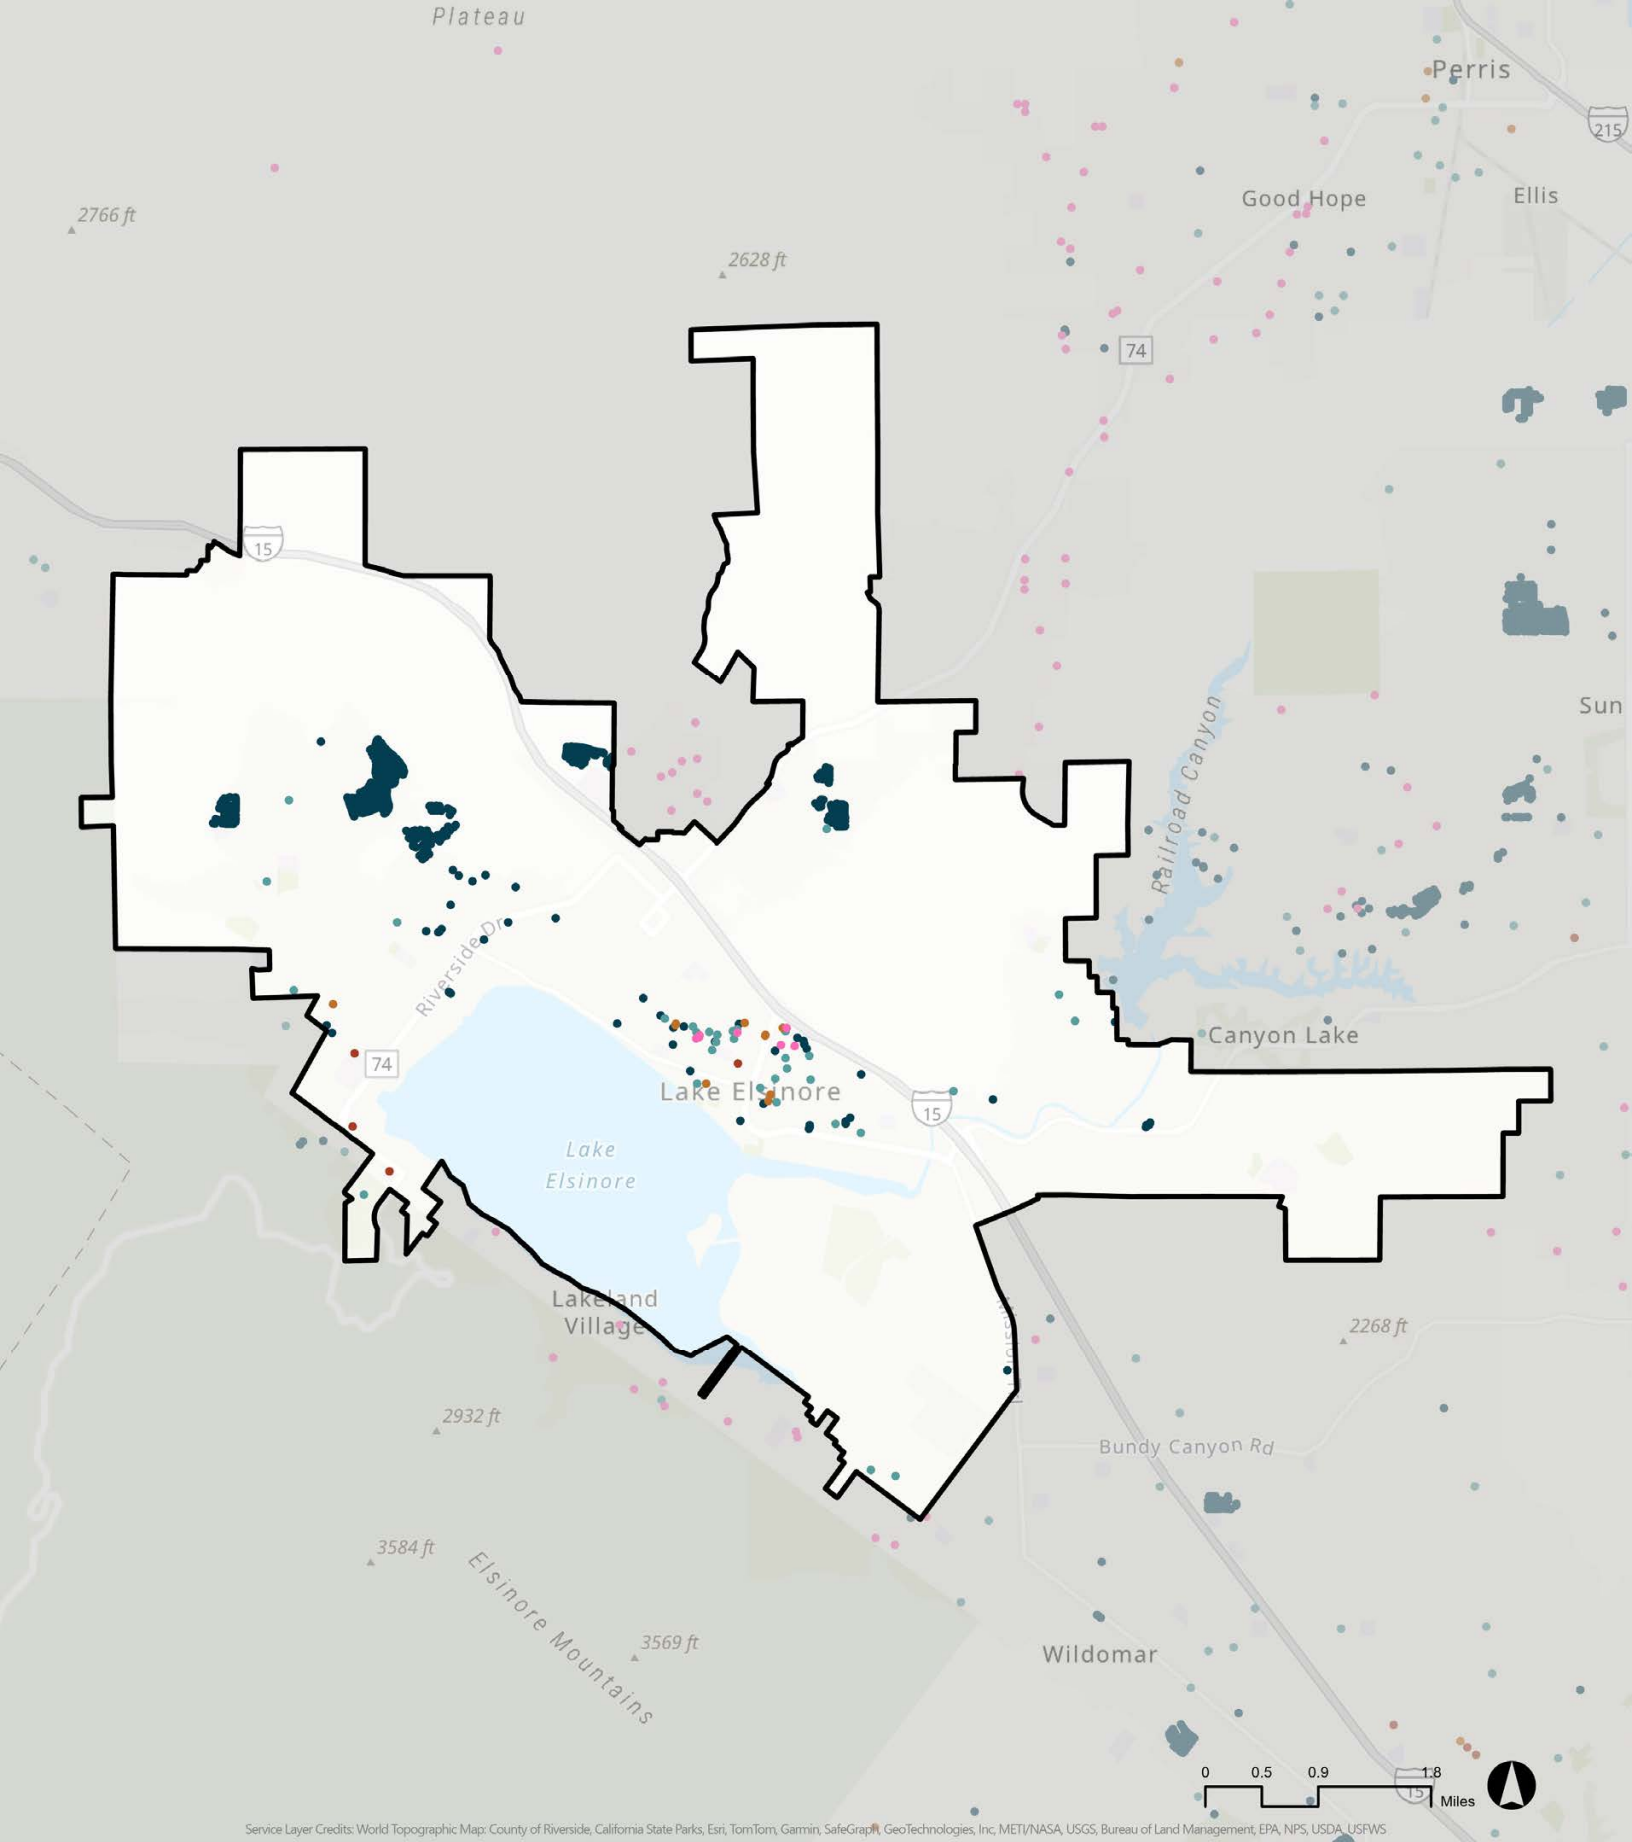 Plateau
Perris
215
Good Hope
Ellis
2766 ft
2628 ft
74
15
Sun
Railroad Canyon
Riverside Dr
Canyon Lake
74
Lake Elsinore
15
Lake
Elsinore
Lakeland
Village
2268 ft
2932 ft
Bundy Canyon Rd
3584 ft
Elsinore Mountains
3569 ft
Wildomar
0 0.5 0.9 1.8
Miles
15
Service Layer Credits: World Topographic Map: County of Riverside, California State Parks, Esri, TomTom, Garmin, SafeGraph, GeoTechnologies, Inc, METI/NASA, USGS, Bureau of Land Management, EPA, NPS, USDA, USFWS